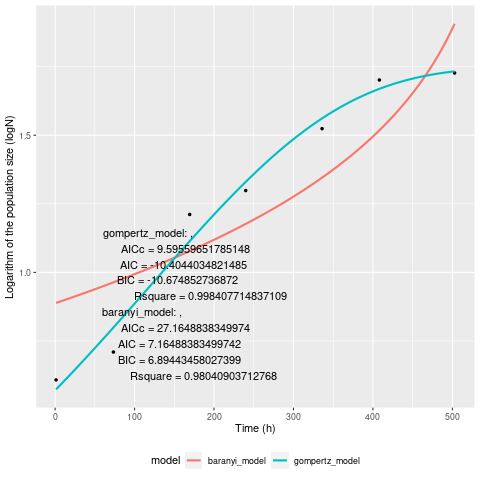 Logarithm of the population size (logN)
1.5
1.0
gompertz_model: ,
AICc = 9.59559651785148
AIC = -10.4044034821485
BIC = -10.674852736872
Rsquare = 0.998407714837109
baranyi_model: ,
AICc = 27.1648838349974
AIC = 7.16488383499742
BIC = 6.89443458027399
Rsquare = 0.98040903712768
0 100 200 300 400 500
Time (h)
model baranyi_model gompertz_model